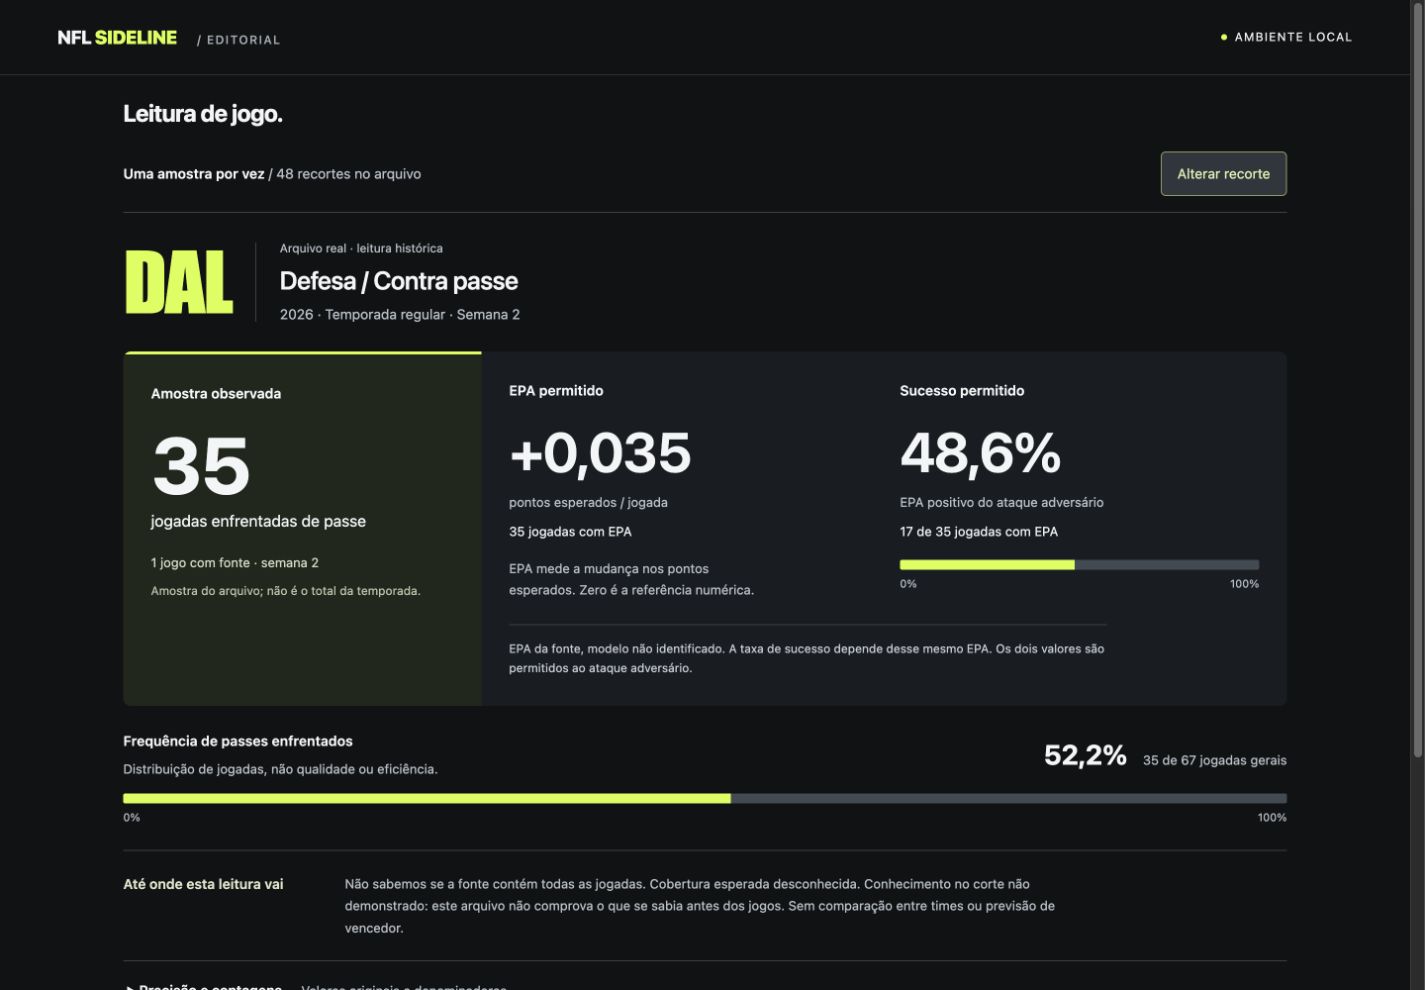 NFL SIDELINE / EDITORIAL
AMBIENTE LOCAL
Leitura de jogo.
Uma amostra por vez / 48 recortes no arquivo
Alterar recorte
DAL
Arquivo real · leitura histórica
Defesa / Contra passe
2026 · Temporada regular · Semana 2
Amostra observada
35
jogadas enfrentadas de passe
1 jogo com fonte · semana 2
Amostra do arquivo; não é o total da temporada.
EPA permitido
+0,035
pontos esperados / jogada
35 jogadas com EPA
EPA mede a mudança nos pontos
esperados. Zero é a referência numérica.
Sucesso permitido
48,6%
EPA positivo do ataque adversário
17 de 35 jogadas com EPA
0% 100%
EPA da fonte, modelo não identificado. A taxa de sucesso depende desse mesmo EPA. Os dois valores são
permitidos ao ataque adversário.
Frequência de passes enfrentados
Distribuição de jogadas, não qualidade ou eficiência.
52,2% 35 de 67 jogadas gerais
0% 100%
Até onde esta leitura vai
Não sabemos se a fonte contém todas as jogadas. Cobertura esperada desconhecida. Conhecimento no corte não
demonstrado: este arquivo não comprova o que se sabia antes dos jogos. Sem comparação entre times ou previsão de
vencedor.
Precisão e contagens Valores originais e denominadores